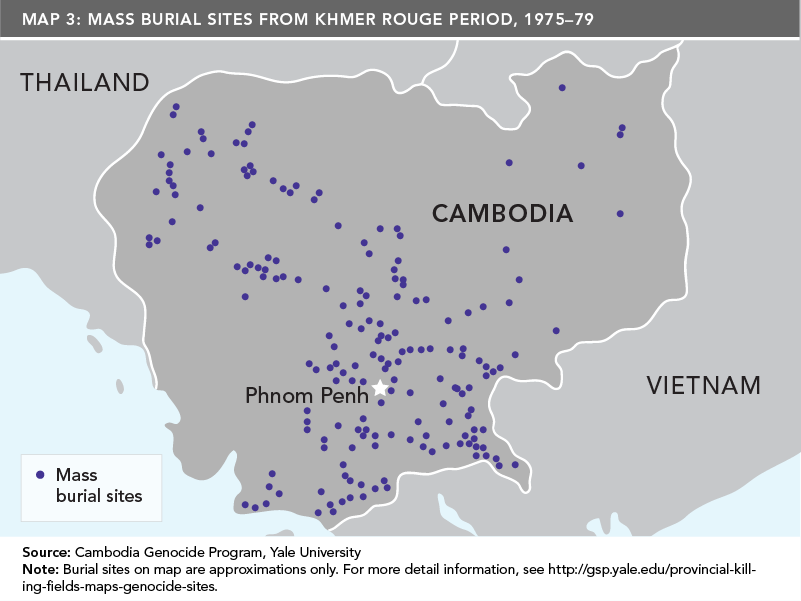 MAP 3: MASS BURIAL SITES FROM KHMER ROUGE PERIOD, 1975–79
THAILAND
CAMBODIA
VIETNAM
Phnom Penh
Mass
burial sites
Source: Cambodia Genocide Program, Yale University
Note: Burial sites on map are approximations only. For more detail information, see http://gsp.yale.edu/provincial-kill-
ing-fields-maps-genocide-sites.